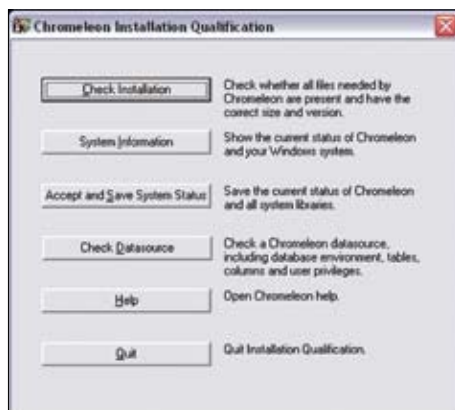 Chromeleon Installation Qualification
Check Installation
Check whether all files needed by
Chromeleon are present and have the
correct size and version.
System Information
Show the current status of Chromeleon
and your Windows system.
Accept and Save System Status
Save the current status of Chromeleon
and all system libraries.
Check Datasource
Check a Chromeleon datasource,
including database environment, tables,
columns and user privileges.
Help
Open Chromeleon help.
Quit
Quit Installation Qualification.